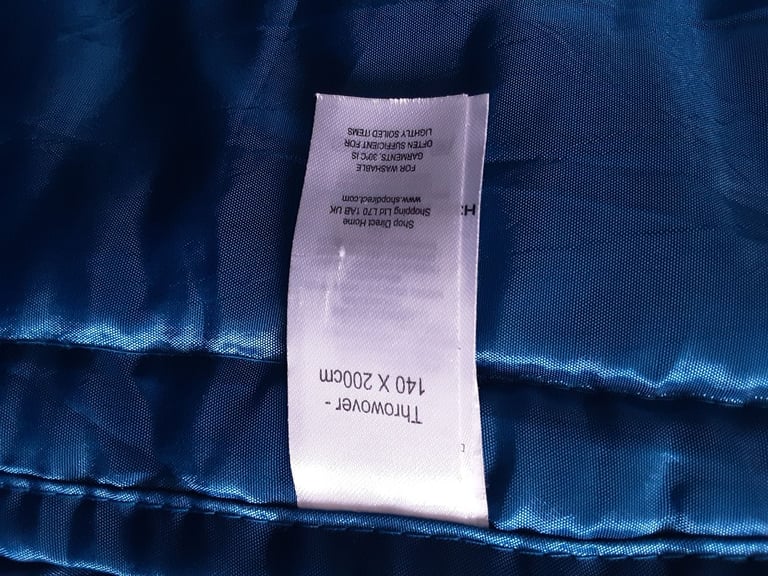 Throwover -
140 X 200cm
Shop Direct Home
Shopping Ltd L70 1AB UK
www.shopdirect.com
FOR WASHABLE
GARMENTS, 30°C IS
OFTEN SUFFICIENT FOR
LIGHTLY SOILED ITEMS